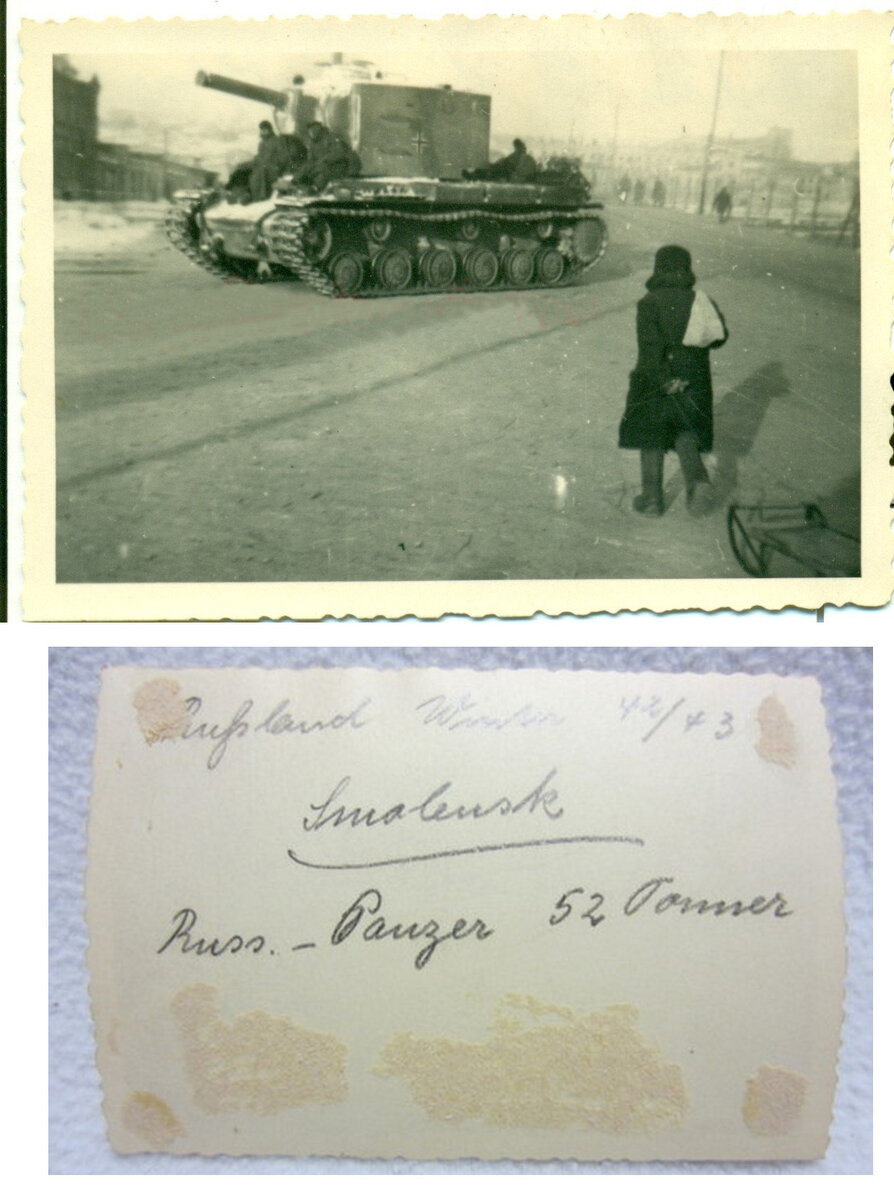 Rußland Winter 42/43
Smolensk
Russ. – Panzer 52 Tonner